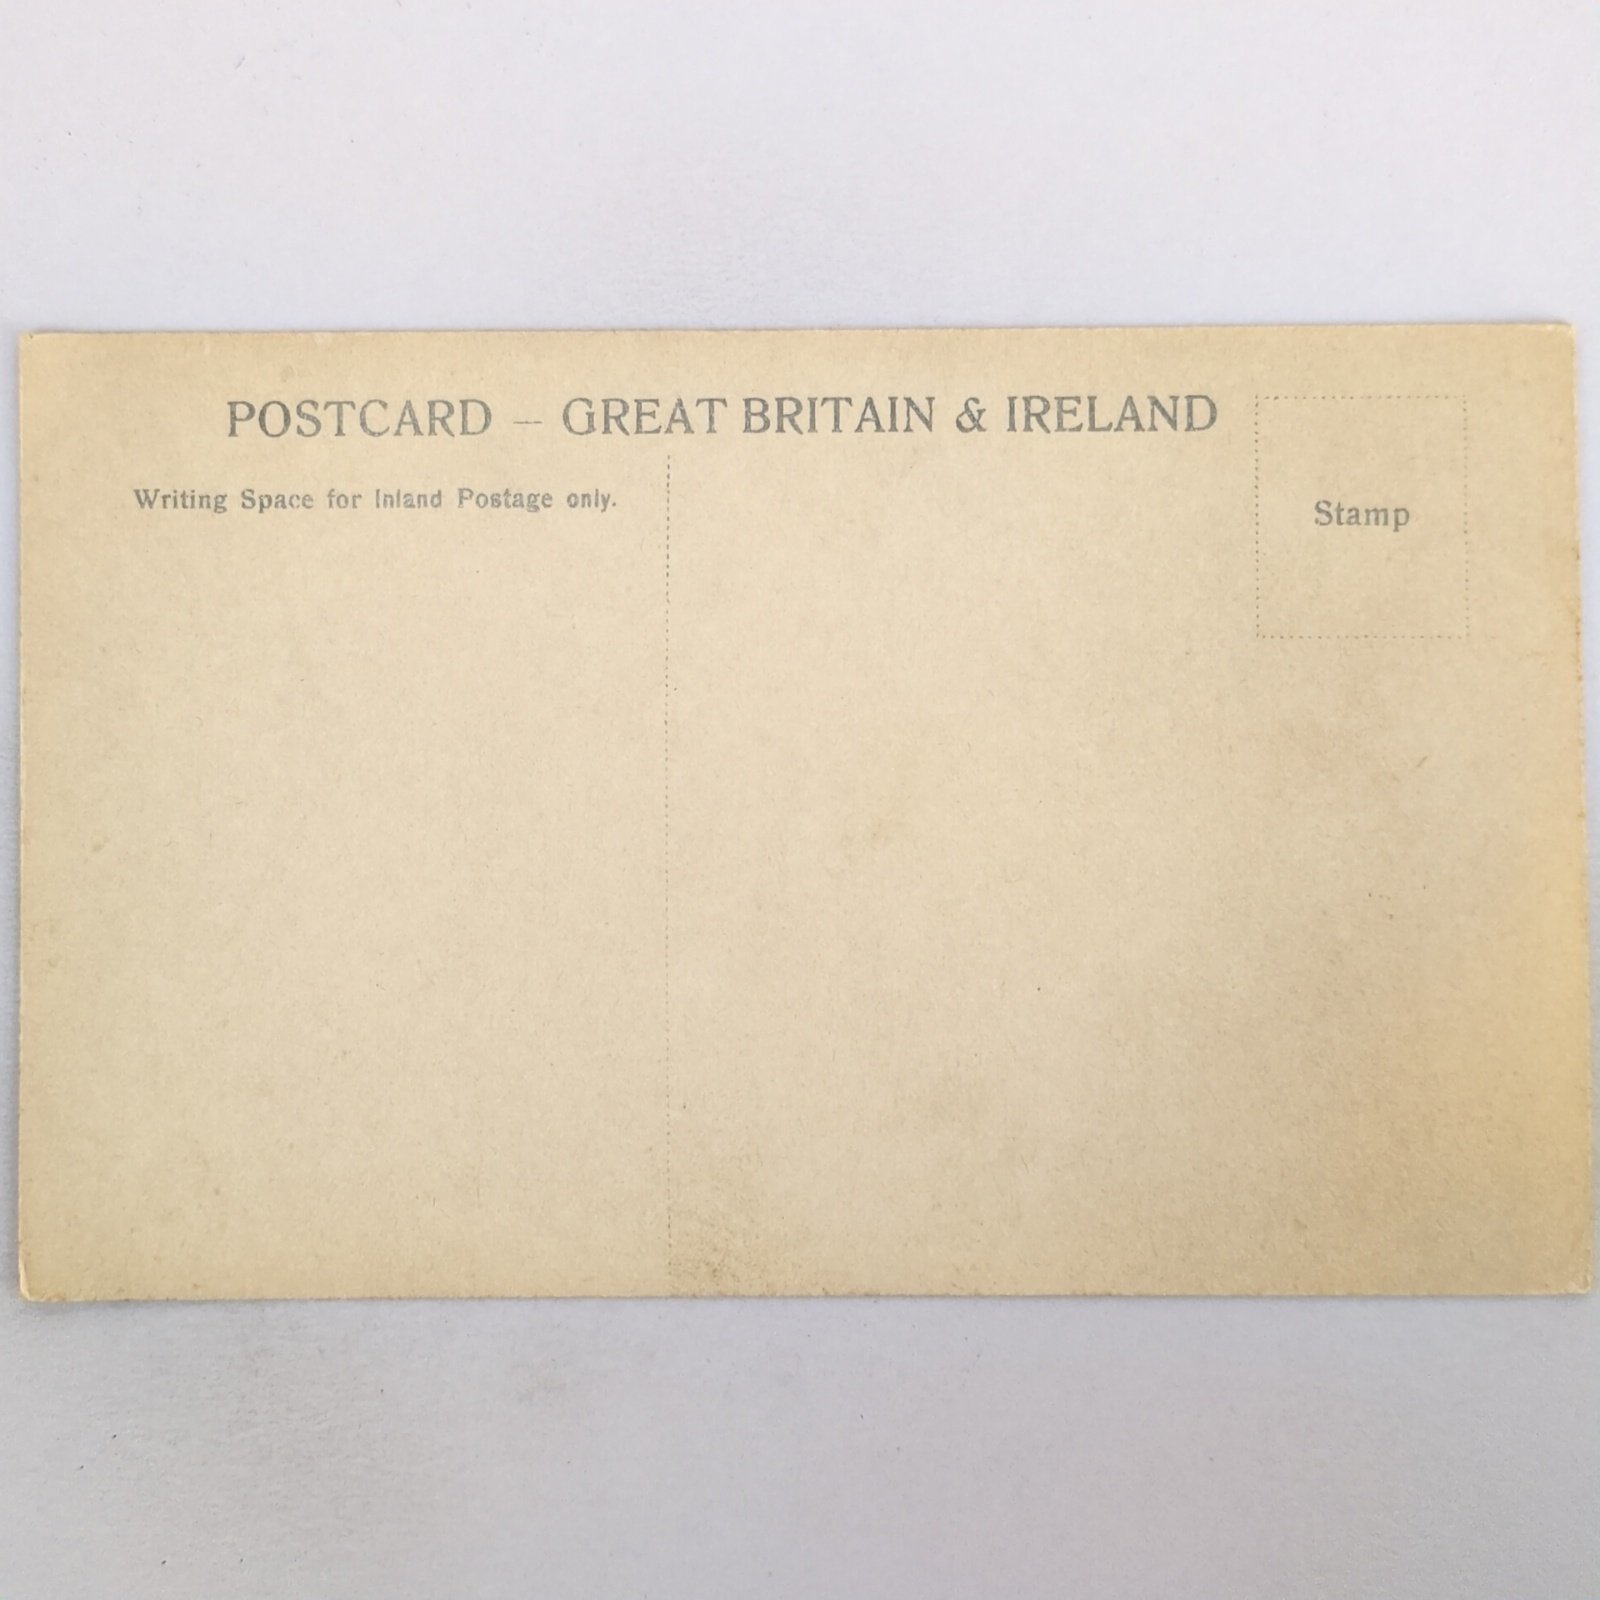 POSTCARD – GREAT BRITAIN & IRELAND
Writing Space for Inland Postage only.
Stamp